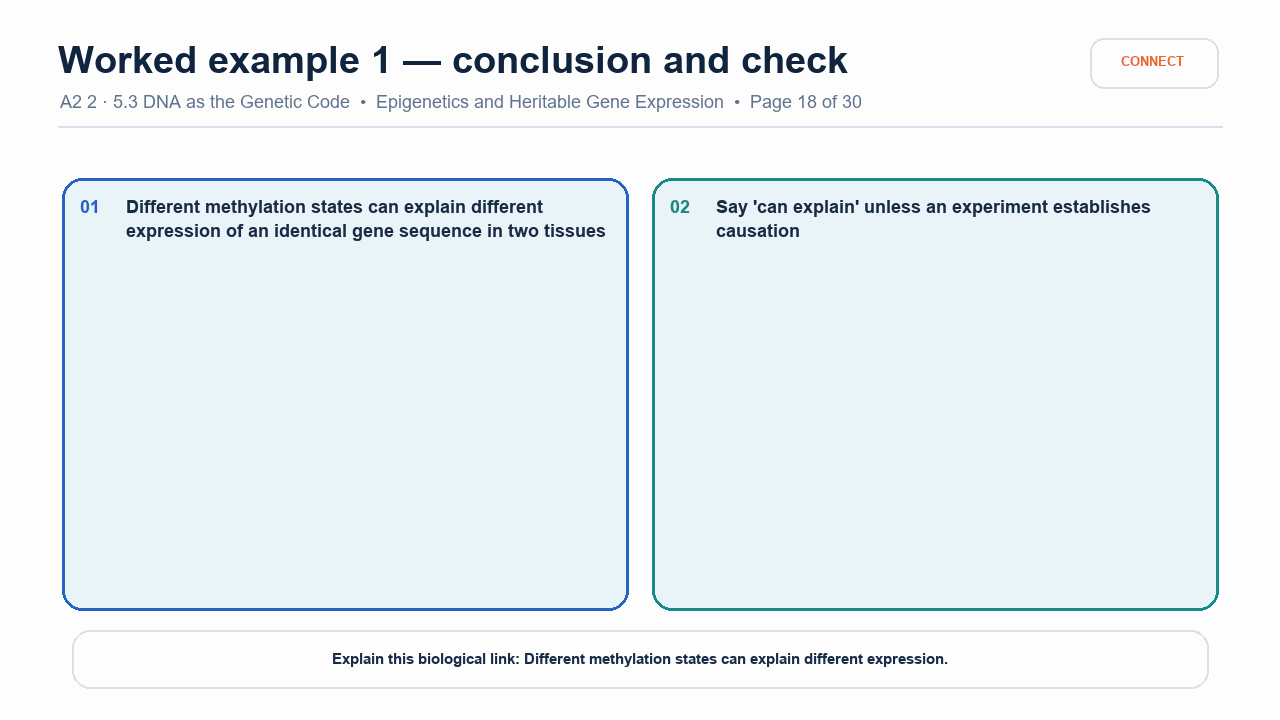 Worked example 1 — conclusion and check
CONNECT
A2 2 · 5.3 DNA as the Genetic Code • Epigenetics and Heritable Gene Expression • Page 18 of 30
01 Different methylation states can explain different
expression of an identical gene sequence in two tissues
02 Say 'can explain' unless an experiment establishes
causation
Explain this biological link: Different methylation states can explain different expression.